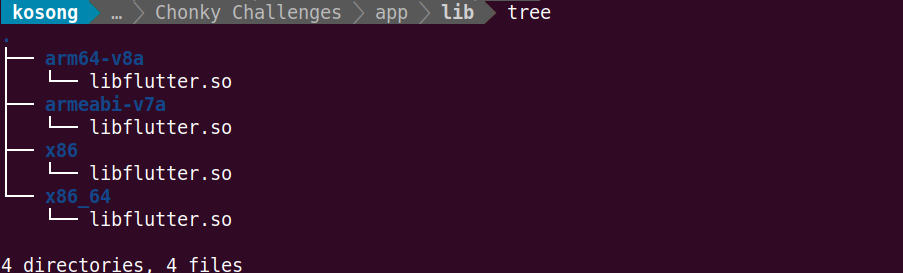 kosong … Chonky Challenges app lib tree
.
├── arm64-v8a
│   └── libflutter.so
├── armeabi-v7a
│   └── libflutter.so
├── x86
│   └── libflutter.so
└── x86_64
    └── libflutter.so
4 directories, 4 files